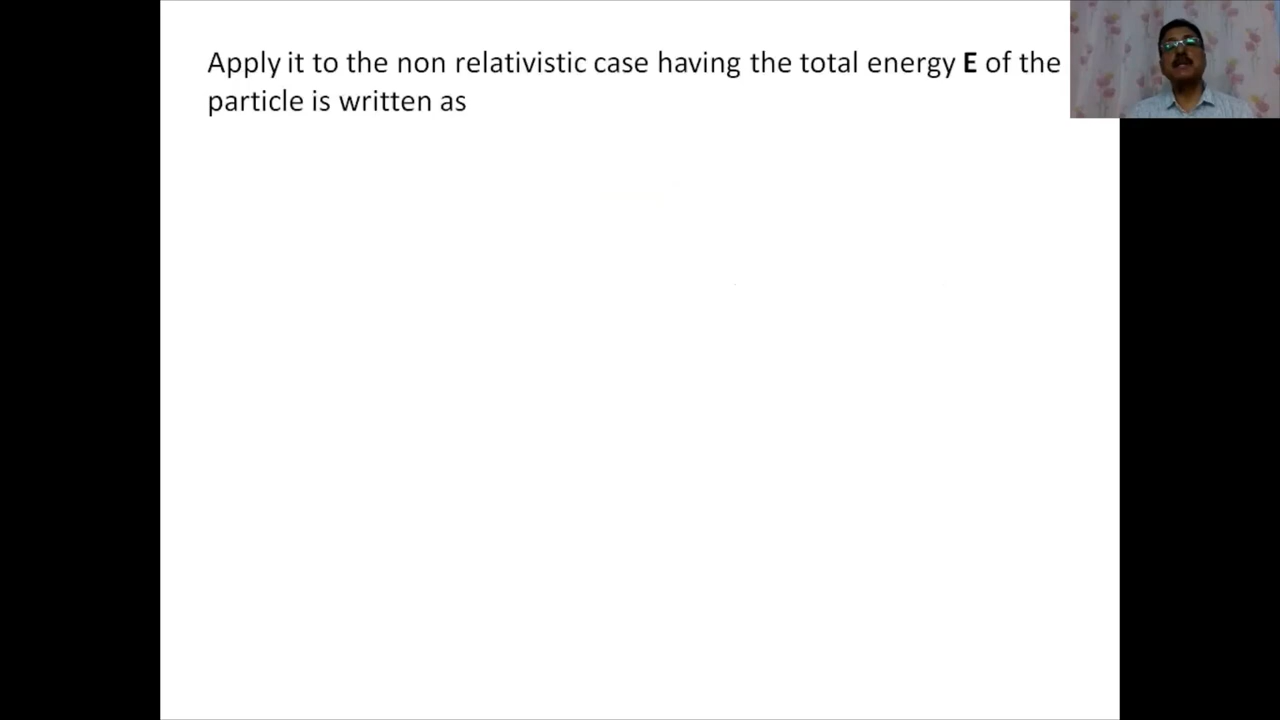 Apply it to the non relativistic case having the total energy E of the
particle is written as